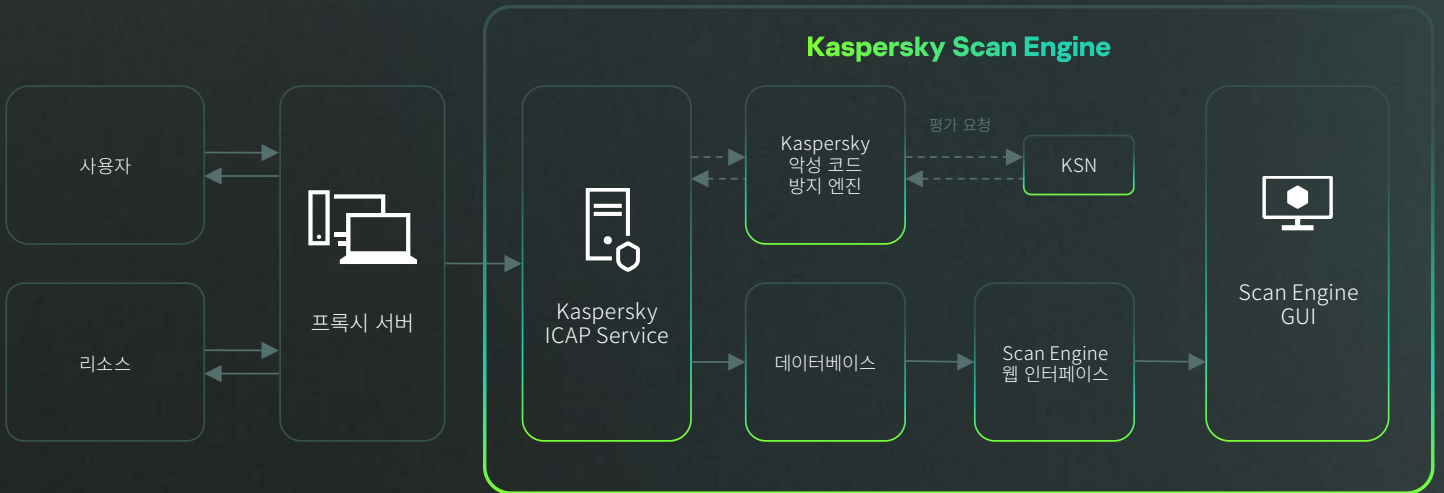 Kaspersky Scan Engine
사용자
리소스
프록시 서버
Kaspersky
ICAP Service
Kaspersky
악성 코드
방지 엔진
평가 요청
KSN
데이터베이스
Scan Engine
웹 인터페이스
Scan Engine
GUI